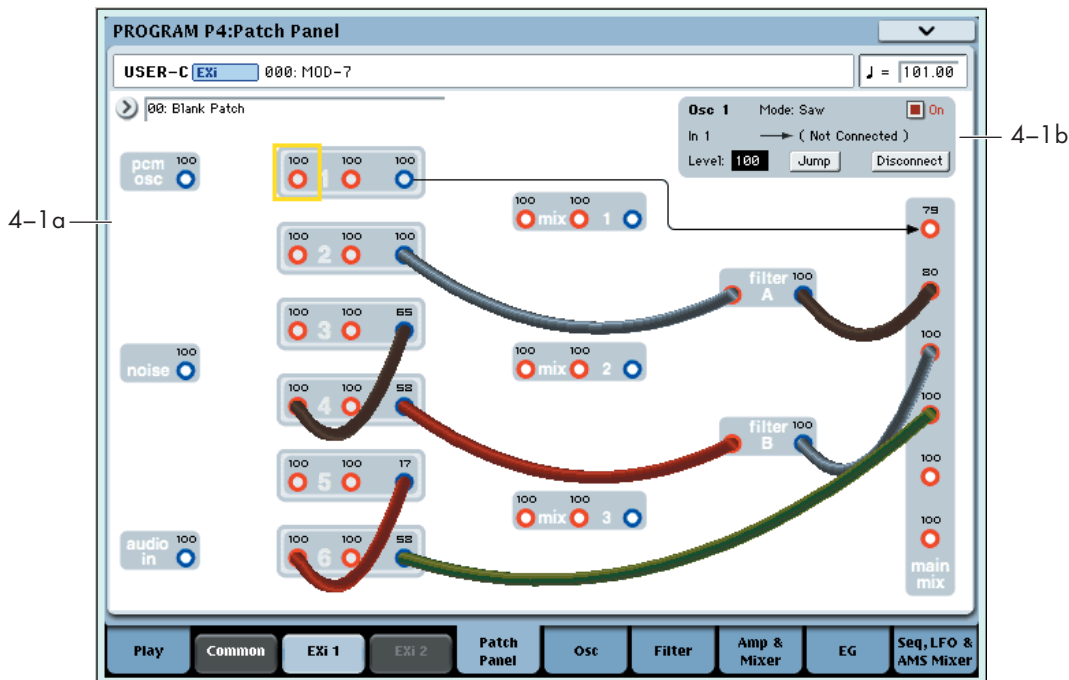 PROGRAM P4:Patch Panel
USER-C EXi 000: MOD-7
♩ = 101.00
00: Blank Patch
Osc 1 Mode: Saw On
In 1 ( Not Connected )
Level: 100 Jump Disconnect
4-1b
4-1a
pcm osc 100
100 100 1 100
100 mix 100 1
79
100 2 100 100
filter A 100
80
100 3 100 65
100
noise 100
100 mix 100 2
100 4 100 58
filter B 100
100
100 5 100 17
100
100 mix 100 3
audio in 100
100 6 100 58
100
main mix
Play Common EXi 1 EXi 2 Patch Panel Osc Filter Amp & Mixer EG Seq, LFO & AMS Mixer